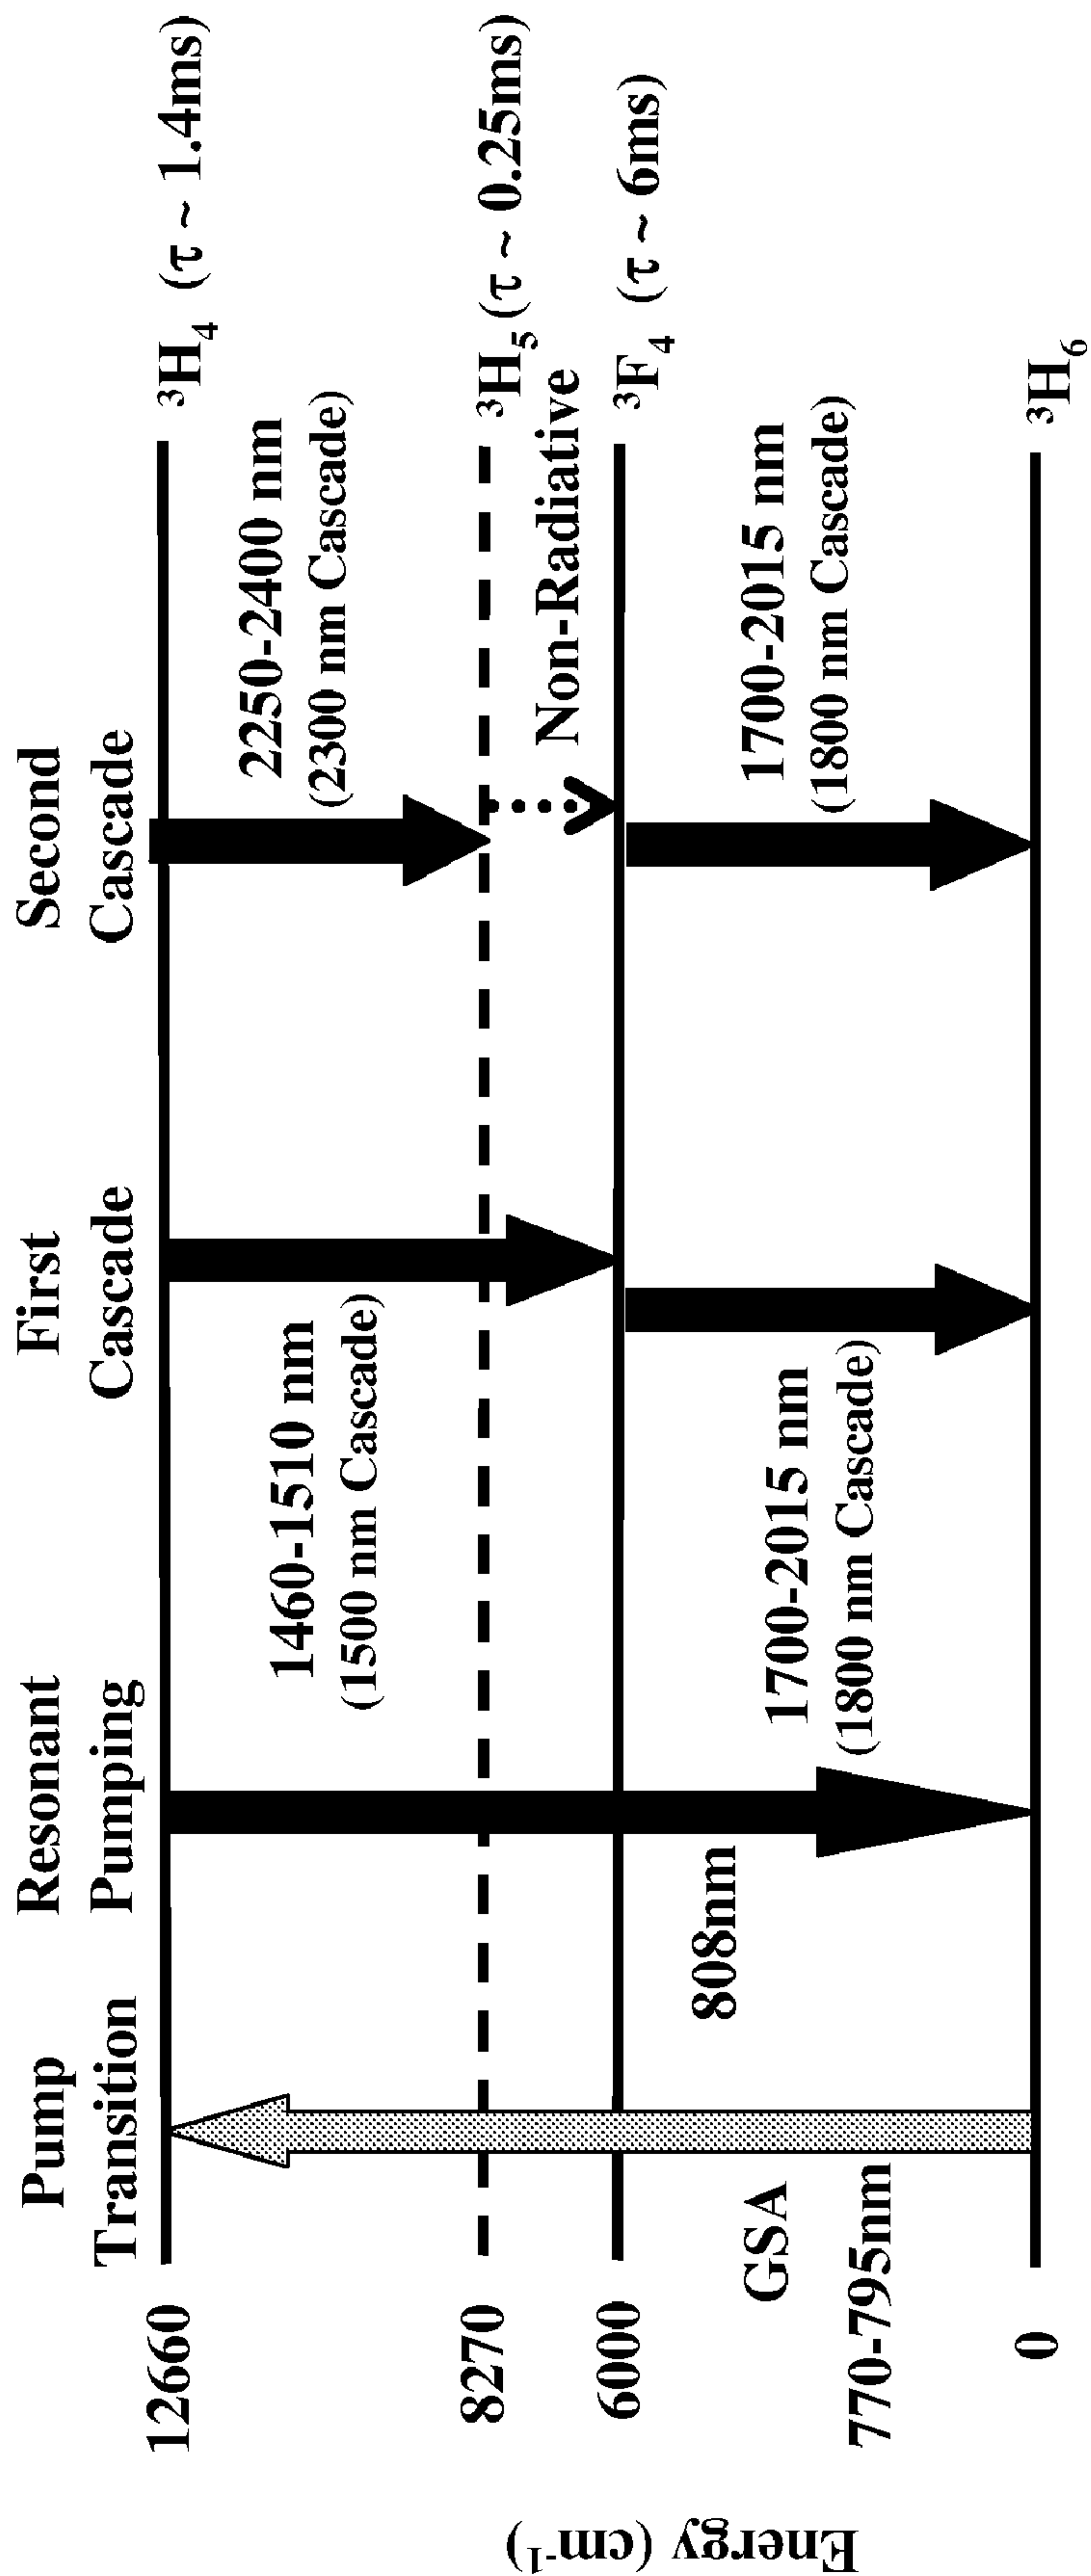 Pump
Transition
Resonant
Pumping
First
Cascade
Second
Cascade
Energy (cm⁻¹)
12660
8270
6000
0
³H₄ (τ ~ 1.4ms)
³H₅ (τ ~ 0.25ms)
³F₄ (τ ~ 6ms)
³H₆
GSA
770-795nm
808nm
1460-1510 nm
(1500 nm Cascade)
1700-2015 nm
(1800 nm Cascade)
2250-2400 nm
(2300 nm Cascade)
Non-Radiative
1700-2015 nm
(1800 nm Cascade)